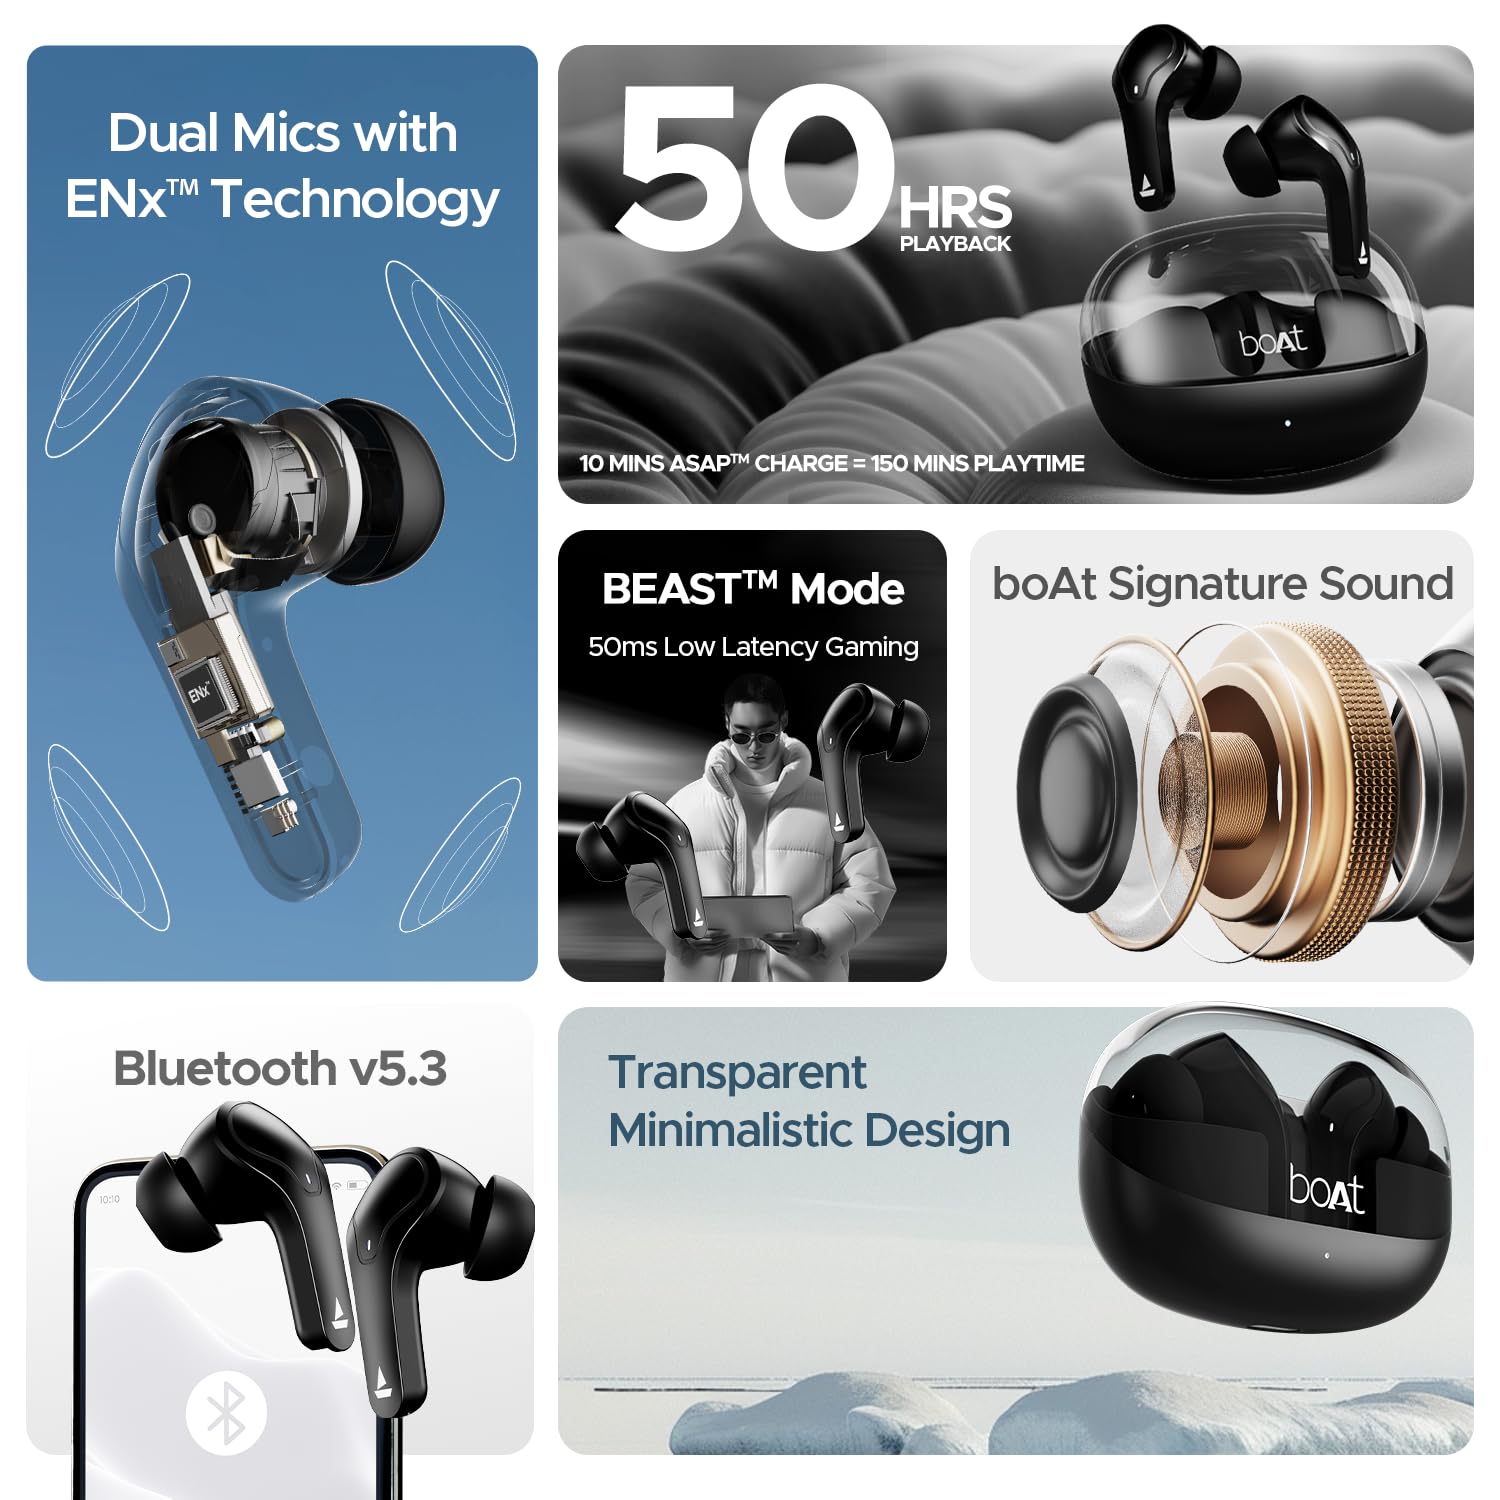 Dual Mics with
ENx™ Technology
ENx™
50
HRS
PLAYBACK
boAt
10 MINS ASAP™ CHARGE = 150 MINS PLAYTIME
BEAST™ Mode
50ms Low Latency Gaming
boAt Signature Sound
Bluetooth v5.3
10:10
Transparent
Minimalistic Design
boAt